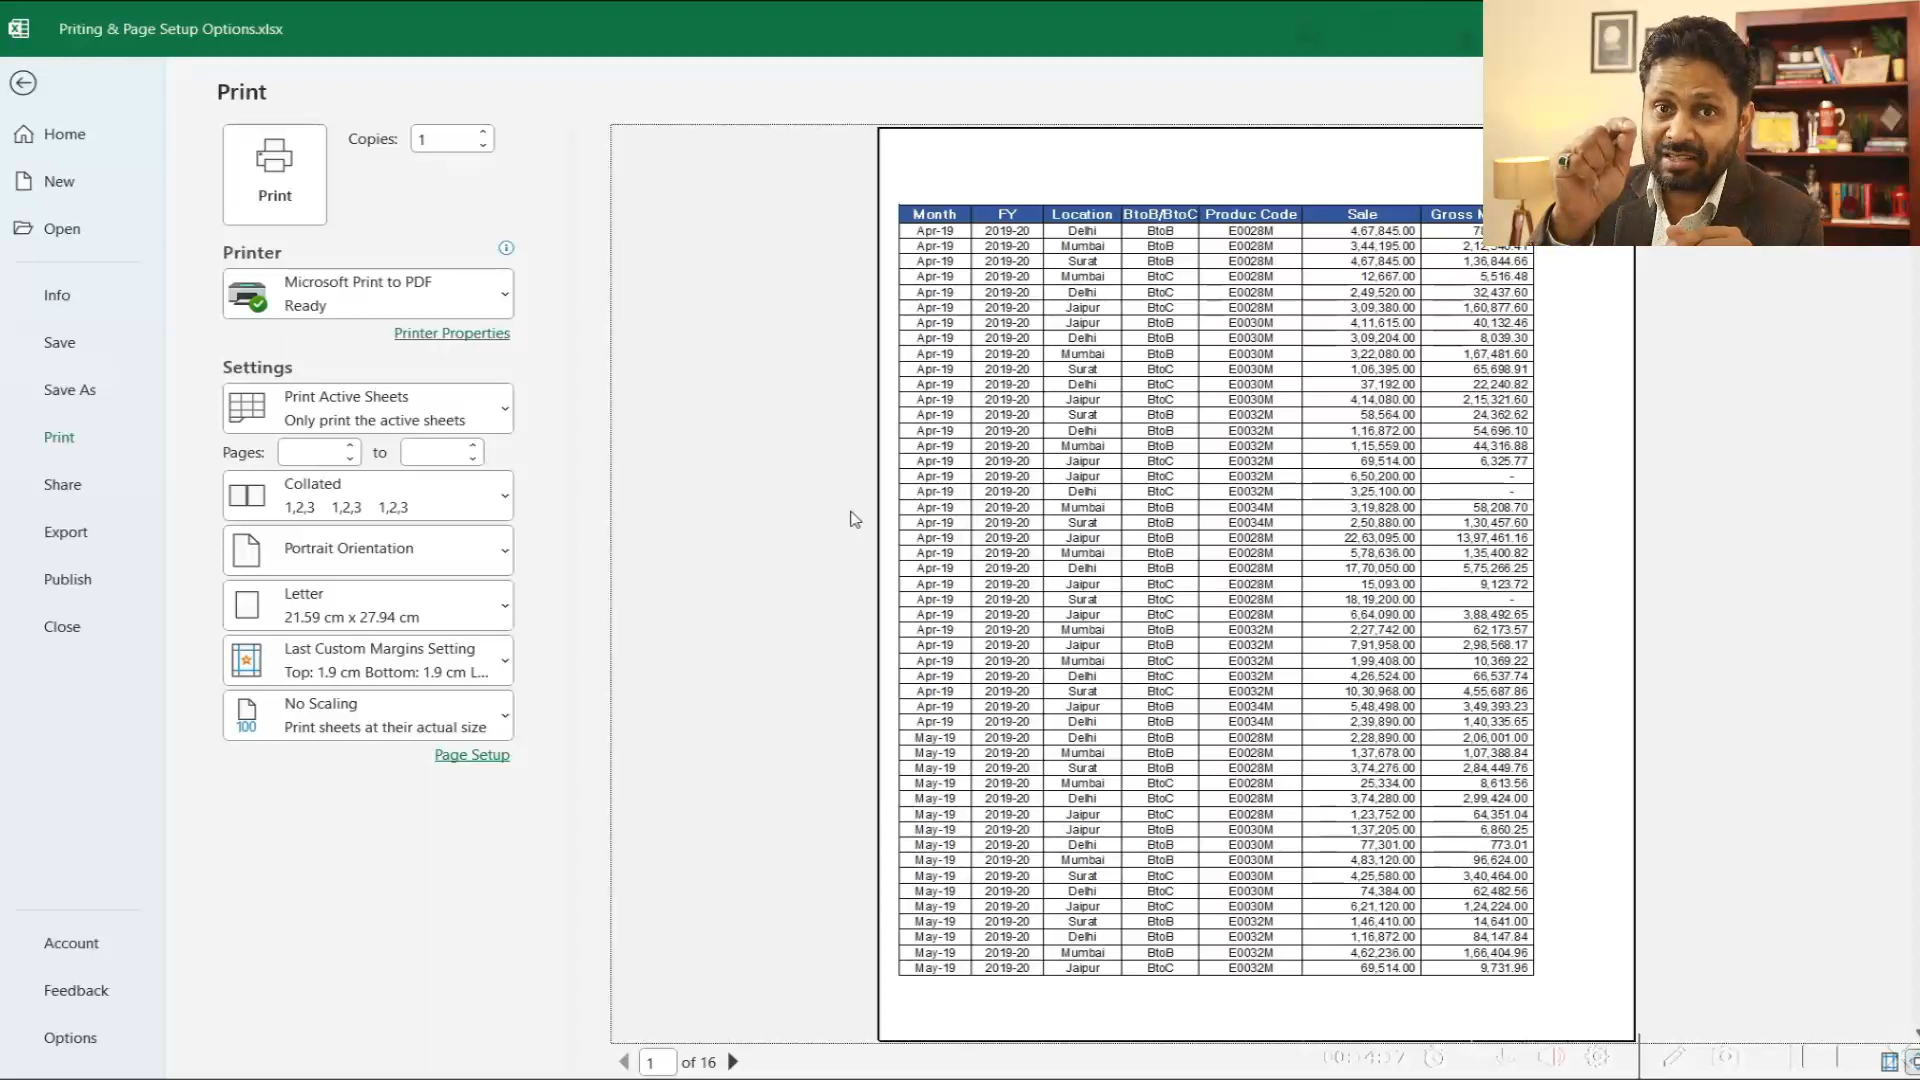 Priting & Page Setup Options.xlsx
Print
Home
New
Open
Info
Save
Save As
Print
Share
Export
Publish
Close
Account
Feedback
Options
Print
Copies: 1
Printer
Microsoft Print to PDF
Ready
Printer Properties
Settings
Print Active Sheets
Only print the active sheets
Pages: to
Collated
1,2,3 1,2,3 1,2,3
Portrait Orientation
Letter
21.59 cm x 27.94 cm
Last Custom Margins Setting
Top: 1.9 cm Bottom: 1.9 cm L...
No Scaling
100 Print sheets at their actual size
Page Setup
Month FY Location BtoB/BtoC Produc Code Sale Gross
Apr-19 2019-20 Delhi BtoB E0028M 4,67,845.00
Apr-19 2019-20 Mumbai BtoB E0028M 3,44,195.00
Apr-19 2019-20 Surat BtoB E0028M 4,67,845.00 1,36,844.66
Apr-19 2019-20 Mumbai BtoC E0028M 12,667.00 5,516.48
Apr-19 2019-20 Delhi BtoC E0028M 2,49,520.00 32,437.60
Apr-19 2019-20 Jaipur BtoC E0028M 3,09,380.00 1,60,877.60
Apr-19 2019-20 Jaipur BtoB E0030M 4,11,615.00 40,132.46
Apr-19 2019-20 Delhi BtoB E0030M 3,09,204.00 8,039.30
Apr-19 2019-20 Mumbai BtoB E0030M 3,22,080.00 1,67,481.60
Apr-19 2019-20 Surat BtoC E0030M 1,06,395.00 65,698.91
Apr-19 2019-20 Delhi BtoC E0030M 37,192.00 22,240.82
Apr-19 2019-20 Jaipur BtoC E0030M 4,14,080.00 2,15,321.60
Apr-19 2019-20 Surat BtoB E0032M 58,564.00 24,362.62
Apr-19 2019-20 Delhi BtoB E0032M 1,16,872.00 54,696.10
Apr-19 2019-20 Mumbai BtoB E0032M 1,15,559.00 44,316.88
Apr-19 2019-20 Jaipur BtoC E0032M 69,514.00 6,325.77
Apr-19 2019-20 Jaipur BtoC E0032M 6,50,200.00 -
Apr-19 2019-20 Delhi BtoC E0032M 3,25,100.00 -
Apr-19 2019-20 Mumbai BtoB E0034M 3,19,828.00 58,208.70
Apr-19 2019-20 Surat BtoB E0034M 2,50,880.00 1,30,457.60
Apr-19 2019-20 Jaipur BtoB E0028M 22,63,095.00 13,97,461.16
Apr-19 2019-20 Mumbai BtoB E0028M 5,78,636.00 1,35,400.82
Apr-19 2019-20 Delhi BtoB E0028M 17,70,050.00 5,75,266.25
Apr-19 2019-20 Jaipur BtoC E0028M 15,093.00 9,123.72
Apr-19 2019-20 Surat BtoC E0028M 18,19,200.00 -
Apr-19 2019-20 Jaipur BtoC E0028M 6,64,090.00 3,88,492.65
Apr-19 2019-20 Mumbai BtoB E0032M 2,27,742.00 62,173.57
Apr-19 2019-20 Jaipur BtoB E0032M 7,91,958.00 2,98,568.17
Apr-19 2019-20 Mumbai BtoC E0032M 1,99,408.00 10,369.22
Apr-19 2019-20 Delhi BtoC E0032M 4,26,524.00 66,537.74
Apr-19 2019-20 Surat BtoC E0032M 10,30,968.00 4,55,687.86
Apr-19 2019-20 Jaipur BtoB E0034M 5,48,498.00 3,49,393.23
Apr-19 2019-20 Delhi BtoB E0034M 2,39,890.00 1,40,335.65
May-19 2019-20 Delhi BtoB E0028M 2,28,890.00 2,06,001.00
May-19 2019-20 Mumbai BtoB E0028M 1,37,678.00 1,07,388.84
May-19 2019-20 Surat BtoB E0028M 3,74,276.00 2,84,449.76
May-19 2019-20 Mumbai BtoC E0028M 25,334.00 8,613.56
May-19 2019-20 Delhi BtoC E0028M 3,74,280.00 2,99,424.00
May-19 2019-20 Jaipur BtoC E0028M 1,23,752.00 64,351.04
May-19 2019-20 Jaipur BtoB E0030M 1,37,205.00 6,860.25
May-19 2019-20 Delhi BtoB E0030M 77,301.00 773.01
May-19 2019-20 Mumbai BtoB E0030M 4,83,120.00 96,624.00
May-19 2019-20 Surat BtoC E0030M 4,25,580.00 3,40,464.00
May-19 2019-20 Delhi BtoC E0030M 74,384.00 62,482.56
May-19 2019-20 Jaipur BtoC E0030M 6,21,120.00 1,24,224.00
May-19 2019-20 Surat BtoB E0032M 1,46,410.00 14,641.00
May-19 2019-20 Delhi BtoB E0032M 1,16,872.00 84,147.84
May-19 2019-20 Mumbai BtoB E0032M 4,62,236.00 1,66,404.96
May-19 2019-20 Jaipur BtoC E0032M 69,514.00 9,731.96
1 of 16